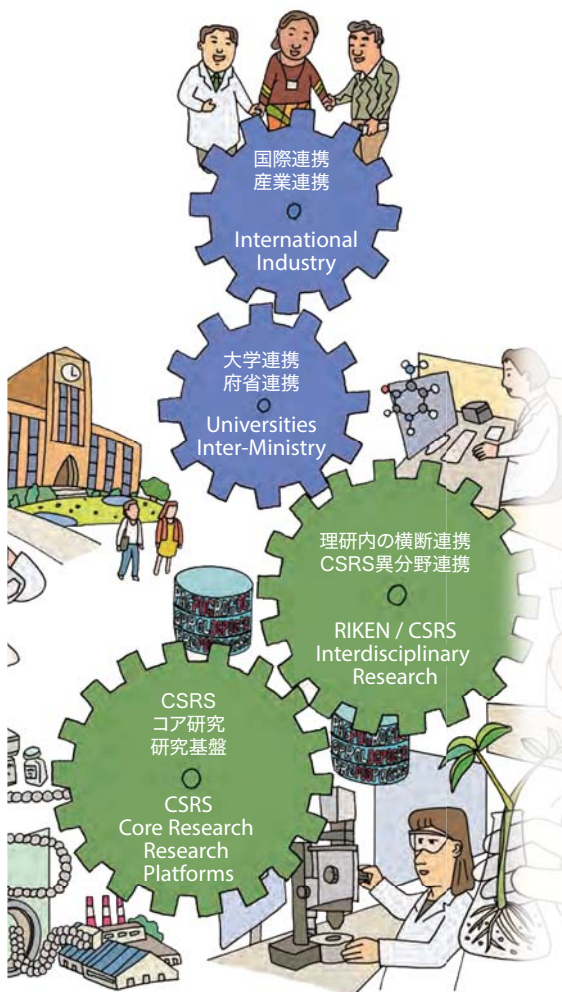 国際連携
産業連携
International
Industry
大学連携
府省連携
Universities
Inter-Ministry
理研内の横断連携
CSRS異分野連携
RIKEN / CSRS
Interdisciplinary
Research
CSRS
コア研究
研究基盤
CSRS
Core Research
Research
Platforms